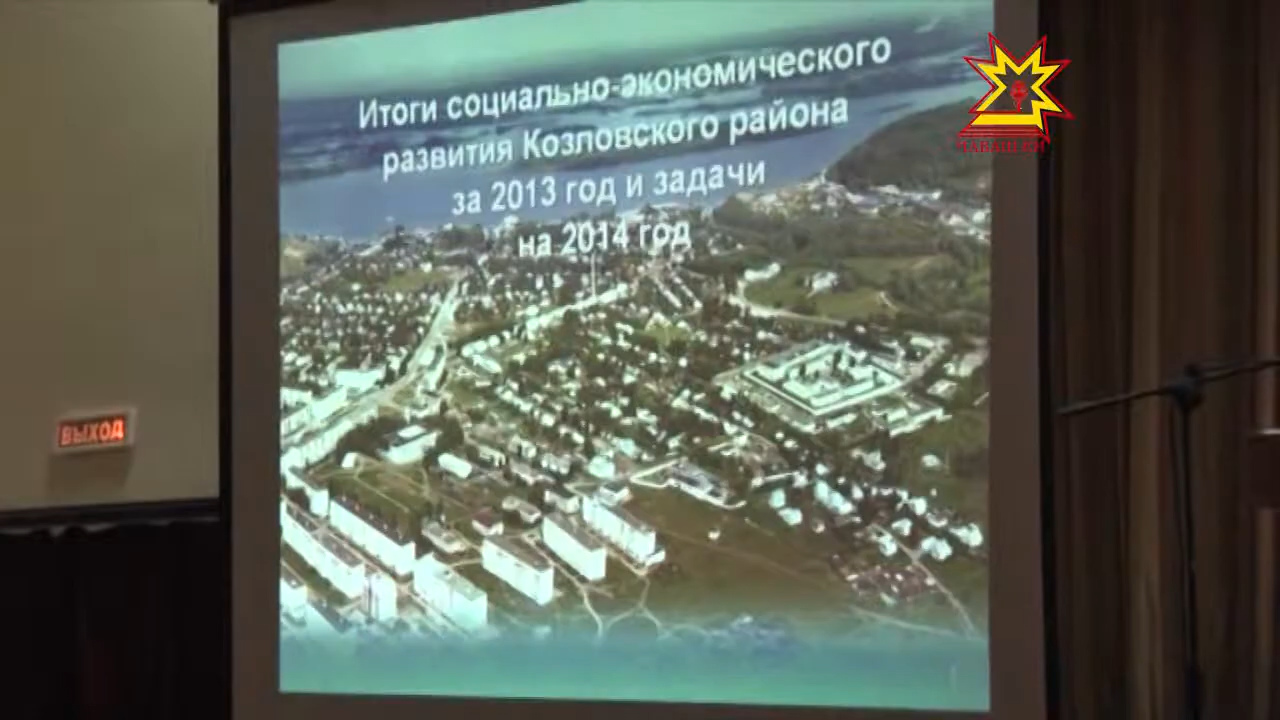 Итоги социально-экономического
развития Козловского района
за 2013 год и задачи
на 2014 год
ВЫХОД